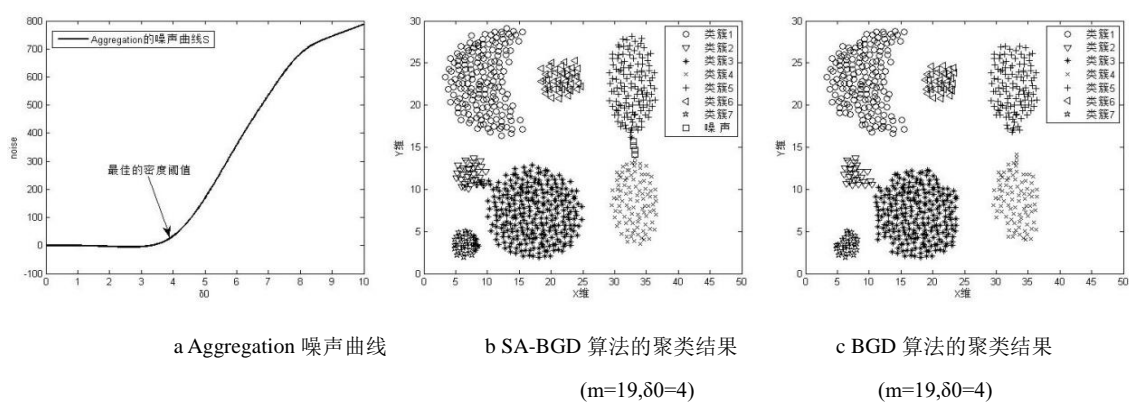 Aggregation的噪声曲线S
最佳的密度阈值
noise
800
700
600
500
400
300
200
100
0
-100
0 1 2 3 4 5 6 7 8 9 10
δ0
类簇1
类簇2
类簇3
类簇4
类簇5
类簇6
类簇7
噪声
Y维
30
25
20
15
10
5
0
0 5 10 15 20 25 30 35 40 45 50
X维
类簇1
类簇2
类簇3
类簇4
类簇5
类簇6
类簇7
Y维
30
25
20
15
10
5
0
0 5 10 15 20 25 30 35 40 45 50
X维
a Aggregation 噪声曲线
b SA-BGD 算法的聚类结果
(m=19,δ0=4)
c BGD 算法的聚类结果
(m=19,δ0=4)